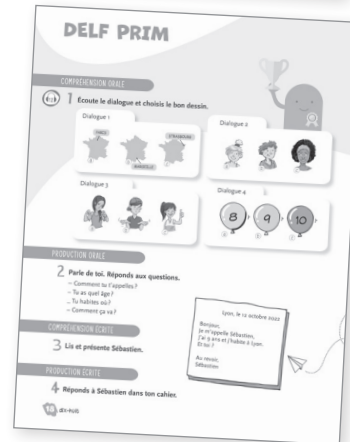 DELF PRIM
COMPRÉHENSION ORALE
1 Écoute le dialogue et choisis le bon dessin.
Dialogue 1
Dialogue 2
PARIS
STRASBOURG
MARSEILLE
Dialogue 3
Dialogue 4
8 9 10
PRODUCTION ORALE
2 Parle de toi. Réponds aux questions.
– Comment tu t'appelles ?
– Tu as quel âge ?
– Tu habites où ?
– Comment ça va ?
COMPRÉHENSION ÉCRITE
3 Lis et présente Sébastien.
Lyon, le 12 octobre 2022
Bonjour,
Je m'appelle Sébastien,
J'ai 9 ans et j'habite à Lyon.
Et toi ?
Au revoir,
Sébastien
PRODUCTION ÉCRITE
4 Réponds à Sébastien dans ton cahier.
18 dix-huit